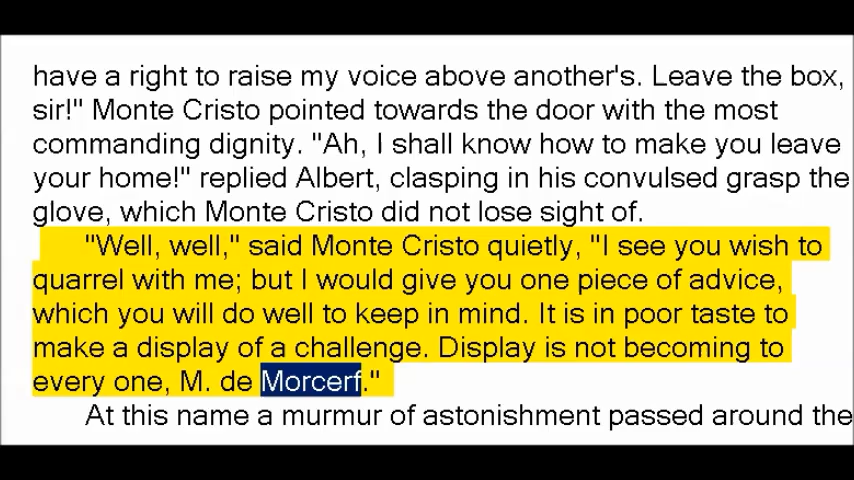 have a right to raise my voice above another's. Leave the box,
sir!" Monte Cristo pointed towards the door with the most
commanding dignity. "Ah, I shall know how to make you leave
your home!" replied Albert, clasping in his convulsed grasp the
glove, which Monte Cristo did not lose sight of.
"Well, well," said Monte Cristo quietly, "I see you wish to
quarrel with me; but I would give you one piece of advice,
which you will do well to keep in mind. It is in poor taste to
make a display of a challenge. Display is not becoming to
every one, M. de Morcerf."
At this name a murmur of astonishment passed around the